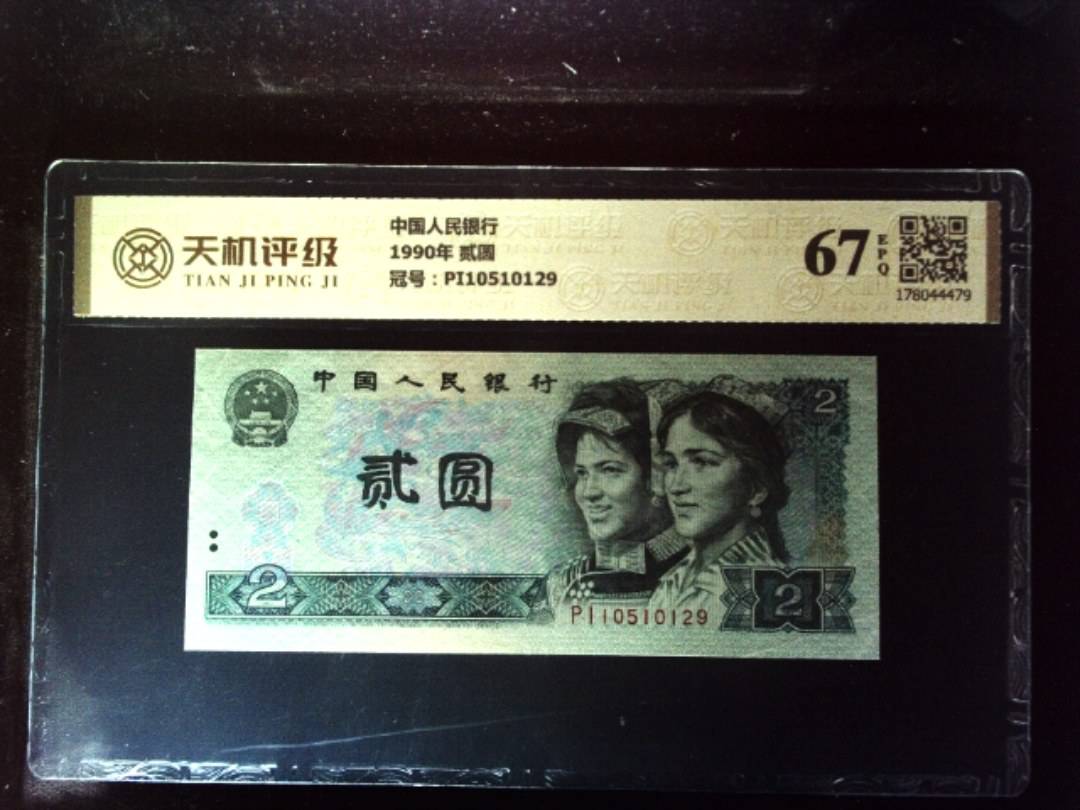 天机评级
TIAN JI PING JI
中国人民银行
1990年 贰圆
冠号：PI10510129
67
EPQ
178044479
中国人民银行
2
贰圆
2
PI10510129
2